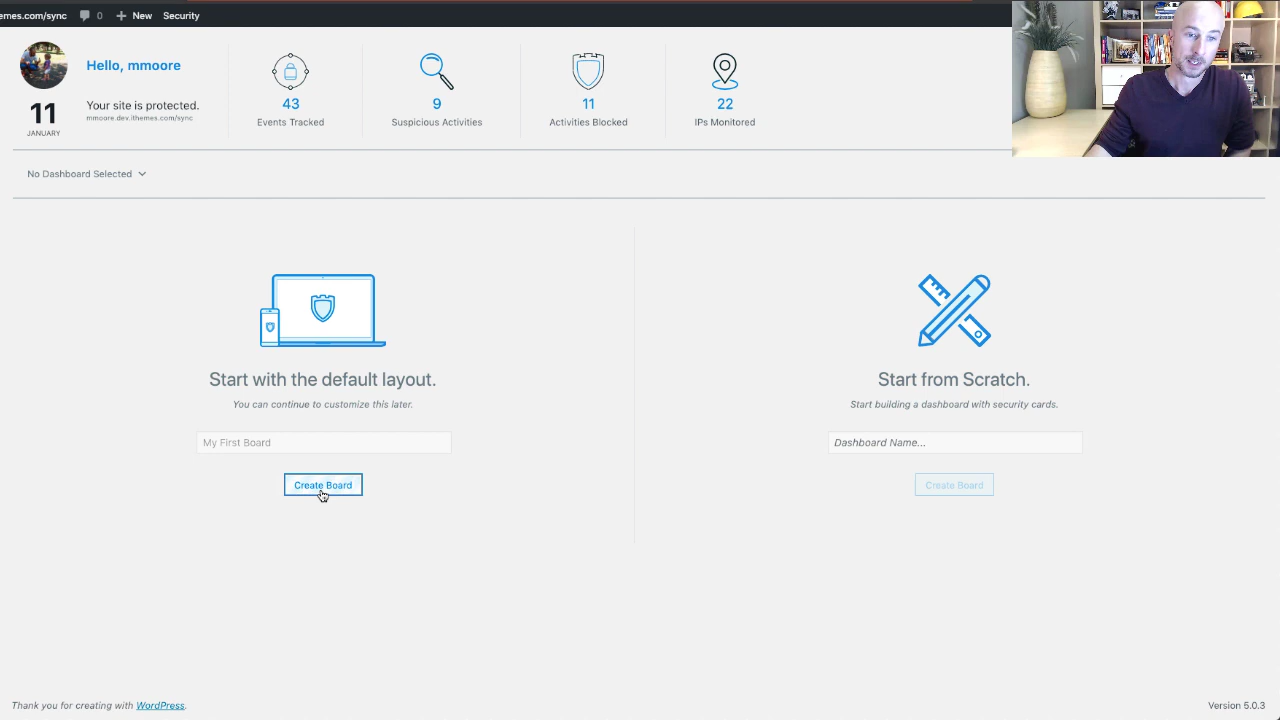 emes.com/sync 0 New Security
Hello, mmoore
11
JANUARY
Your site is protected.
mmoore.dev.ithemes.com/sync
43
Events Tracked
9
Suspicious Activities
11
Activities Blocked
22
IPs Monitored
No Dashboard Selected
Start with the default layout.
You can continue to customize this later.
My First Board
Create Board
Start from Scratch.
Start building a dashboard with security cards.
Dashboard Name...
Create Board
Thank you for creating with WordPress.
Version 5.0.3